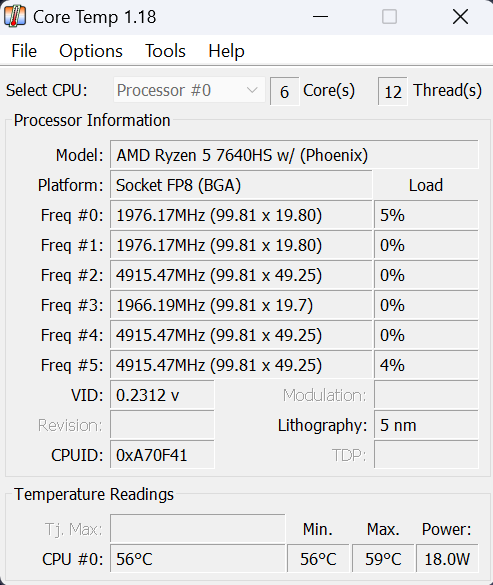 Core Temp 1.18
File Options Tools Help
Select CPU: Processor #0 6 Core(s) 12 Thread(s)
Processor Information
Model: AMD Ryzen 5 7640HS w/ (Phoenix)
Platform: Socket FP8 (BGA) Load
Freq #0: 1976.17MHz (99.81 x 19.80) 5%
Freq #1: 1976.17MHz (99.81 x 19.80) 0%
Freq #2: 4915.47MHz (99.81 x 49.25) 0%
Freq #3: 1966.19MHz (99.81 x 19.7) 0%
Freq #4: 4915.47MHz (99.81 x 49.25) 0%
Freq #5: 4915.47MHz (99.81 x 49.25) 4%
VID: 0.2312 v Modulation:
Revision: Lithography: 5 nm
CPUID: 0xA70F41 TDP:
Temperature Readings
Tj. Max: Min. Max. Power:
CPU #0: 56°C 56°C 59°C 18.0W